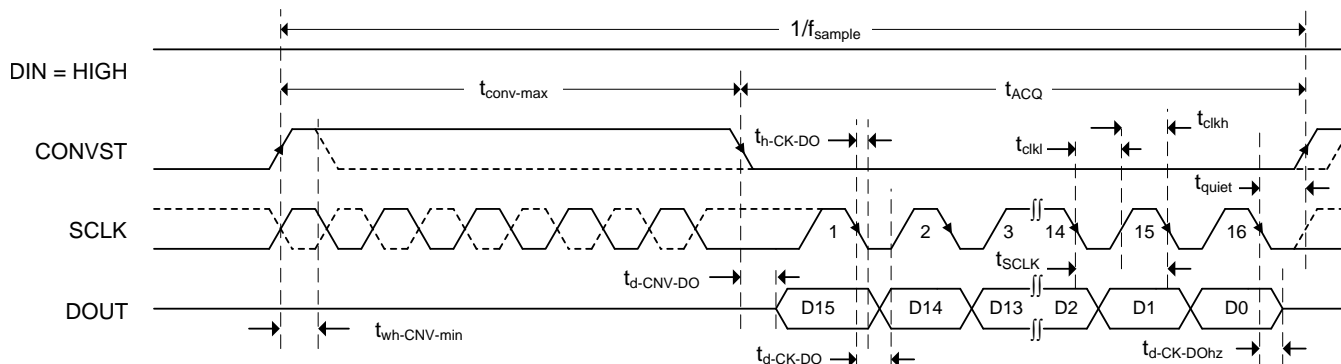 1/fsample
DIN = HIGH
tconv-max
tACQ
tclkh
th-CK-DO
CONVST
tclkl
tquiet
SCLK
1 2 3 14 15 16
tSCLK
td-CNV-DO
DOUT
D15 D14 D13 D2 D1 D0
twh-CNV-min
td-CK-DO
td-CK-DOhz